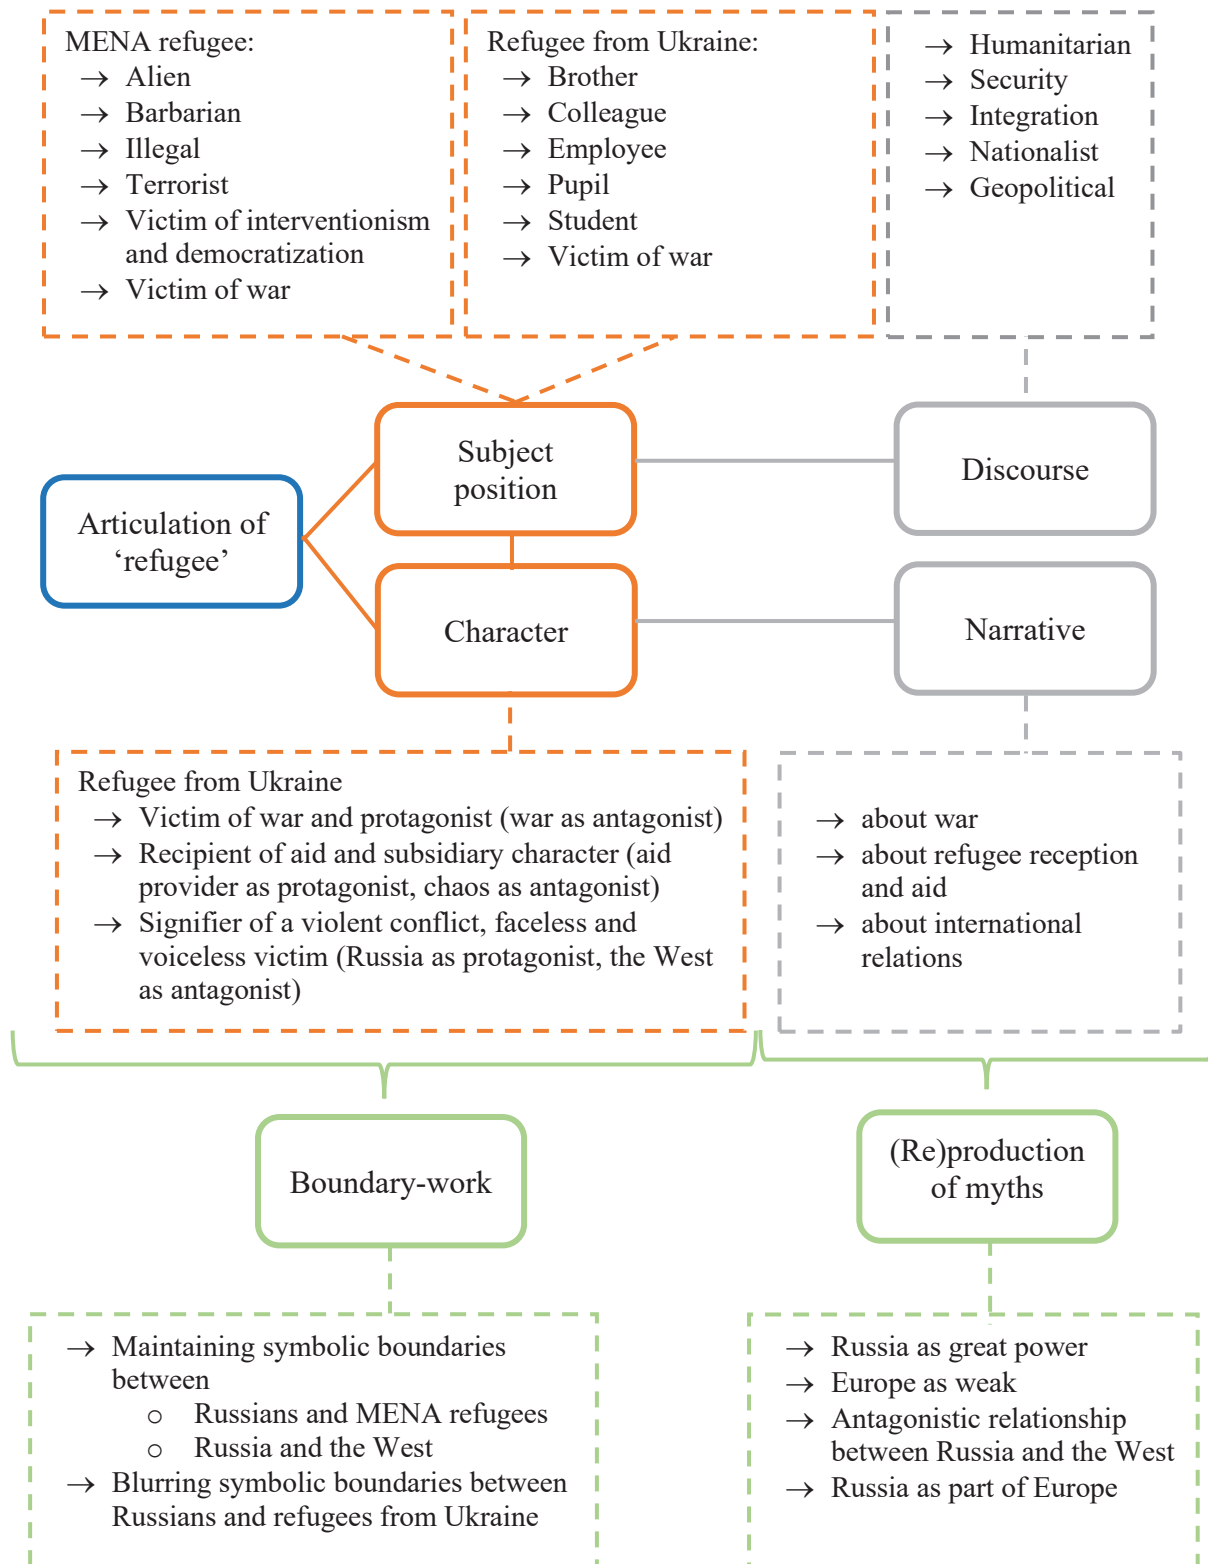 MENA refugee:
→ Alien
→ Barbarian
→ Illegal
→ Terrorist
→ Victim of interventionism
and democratization
→ Victim of war
Refugee from Ukraine:
→ Brother
→ Colleague
→ Employee
→ Pupil
→ Student
→ Victim of war
→ Humanitarian
→ Security
→ Integration
→ Nationalist
→ Geopolitical
Subject
position
Discourse
Articulation of
‘refugee’
Character
Narrative
Refugee from Ukraine
→ Victim of war and protagonist (war as antagonist)
→ Recipient of aid and subsidiary character (aid
provider as protagonist, chaos as antagonist)
→ Signifier of a violent conflict, faceless and
voiceless victim (Russia as protagonist, the West
as antagonist)
→ about war
→ about refugee reception
and aid
→ about international
relations
Boundary-work
(Re)production
of myths
→ Maintaining symbolic boundaries
between
o Russians and MENA refugees
o Russia and the West
→ Blurring symbolic boundaries between
Russians and refugees from Ukraine
→ Russia as great power
→ Europe as weak
→ Antagonistic relationship
between Russia and the West
→ Russia as part of Europe